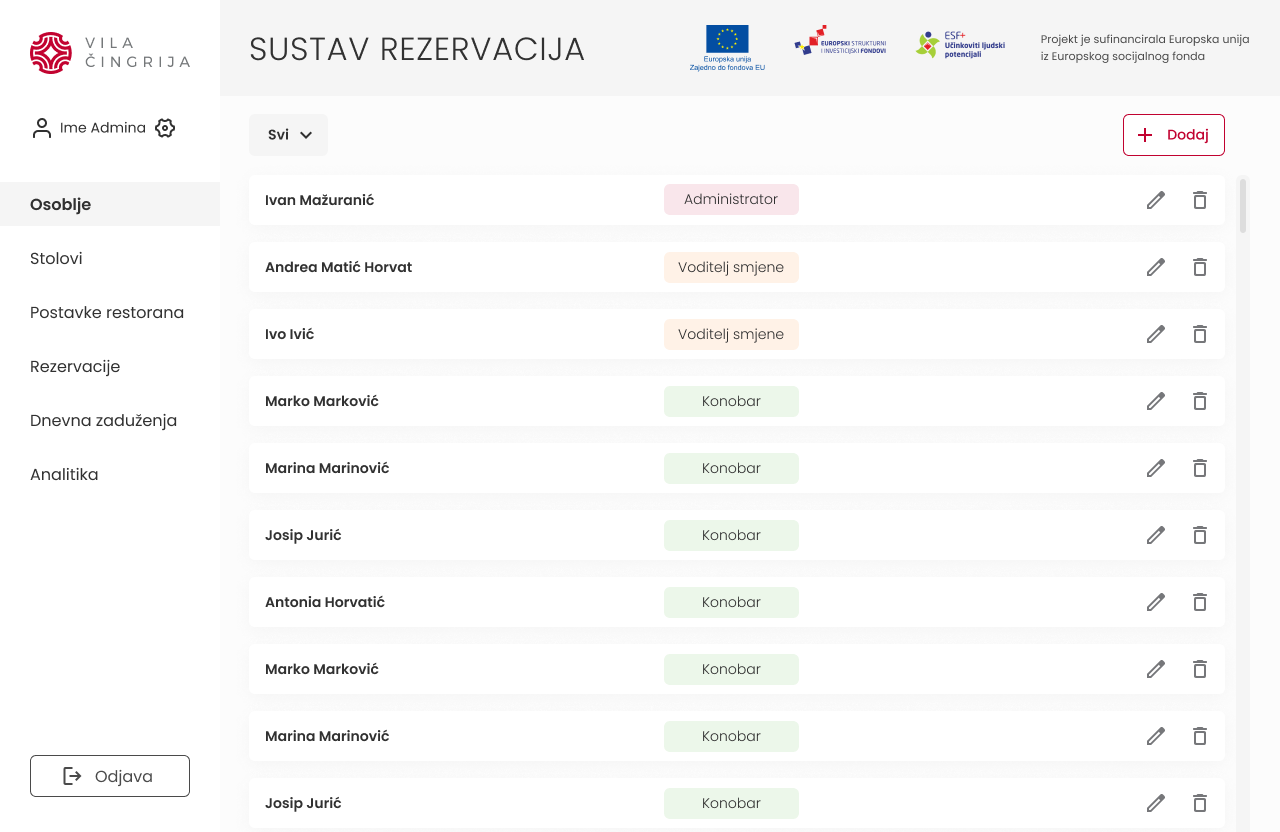 VILA
ČINGRIJA
SUSTAV REZERVACIJA
Europska unija
Zajedno do fondova EU
EUROPSKI STRUKTURNI
I INVESTICIJSKI FONDOVI
ESF+
Učinkoviti ljudski
potencijali
Projekt je sufinancirala Europska unija
iz Europskog socijalnog fonda
Ime Admina
Osoblje
Stolovi
Postavke restorana
Rezervacije
Dnevna zaduženja
Analitika
Odjava
Svi
Dodaj
Ivan Mažuranić Administrator
Andrea Matić Horvat Voditelj smjene
Ivo Ivić Voditelj smjene
Marko Marković Konobar
Marina Marinović Konobar
Josip Jurić Konobar
Antonia Horvatić Konobar
Marko Marković Konobar
Marina Marinović Konobar
Josip Jurić Konobar